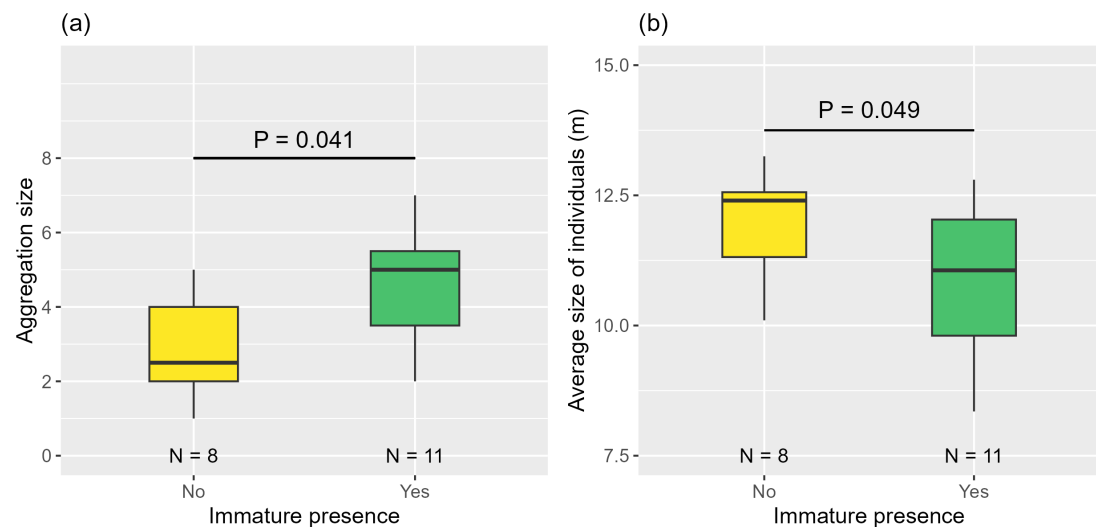 (a)
P = 0.041
Aggregation size
8
6
4
2
0
N = 8
N = 11
No
Yes
Immature presence
(b)
P = 0.049
Average size of individuals (m)
15.0
12.5
10.0
7.5
N = 8
N = 11
No
Yes
Immature presence